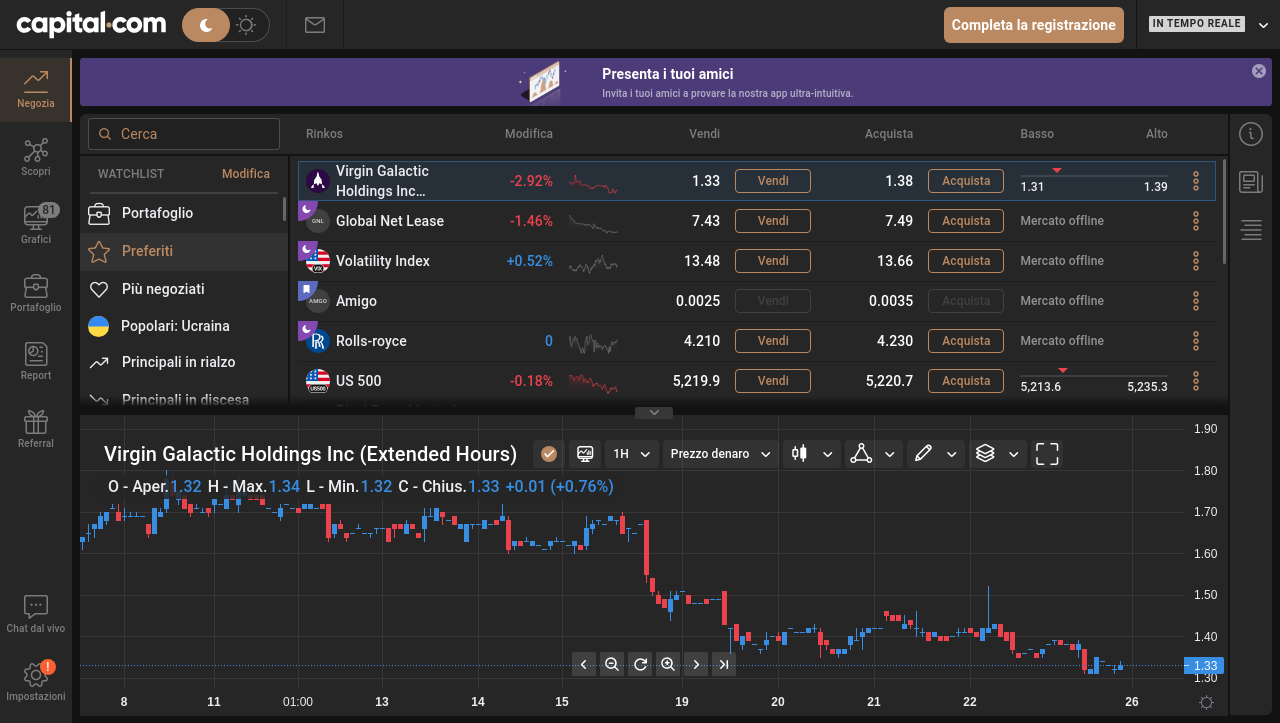 capital.com
Completa la registrazione
IN TEMPO REALE
Presenta i tuoi amici
Invita i tuoi amici a provare la nostra app ultra-intuitiva.
Negozia
Scopri
81
Grafici
Portafoglio
Report
Referral
Chat dal vivo
!
Impostazioni
Cerca
WATCHLIST Modifica
Portafoglio
Preferiti
Più negoziati
Popolari: Ucraina
Principali in rialzo
Principali in discesa
Rinkos Modifica Vendi Acquista Basso Alto
Virgin Galactic
Holdings Inc... -2.92% 1.33 Vendi 1.38 Acquista 1.31 1.39
GNL Global Net Lease -1.46% 7.43 Vendi 7.49 Acquista Mercato offline
VIX Volatility Index +0.52% 13.48 Vendi 13.66 Acquista Mercato offline
AMGO Amigo 0.0025 Vendi 0.0035 Acquista Mercato offline
Rolls-royce 0 4.210 Vendi 4.230 Acquista Mercato offline
US500 US 500 -0.18% 5,219.9 Vendi 5,220.7 Acquista 5,213.6 5,235.3
Virgin Galactic Holdings Inc (Extended Hours) 1H Prezzo denaro
O - Aper.1.32 H - Max.1.34 L - Min.1.32 C - Chius.1.33 +0.01 (+0.76%)
1.90
1.80
1.70
1.60
1.50
1.40
1.33
1.30
8 11 01:00 13 14 15 19 20 21 22 26